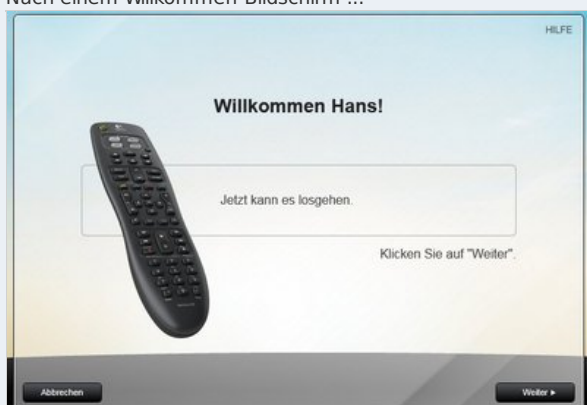 Nach einem Willkommen Bildschirm ...
HILFE
Willkommen Hans!
Jetzt kann es losgehen.
Klicken Sie auf "Weiter".
Abbrechen
Weiter ▸